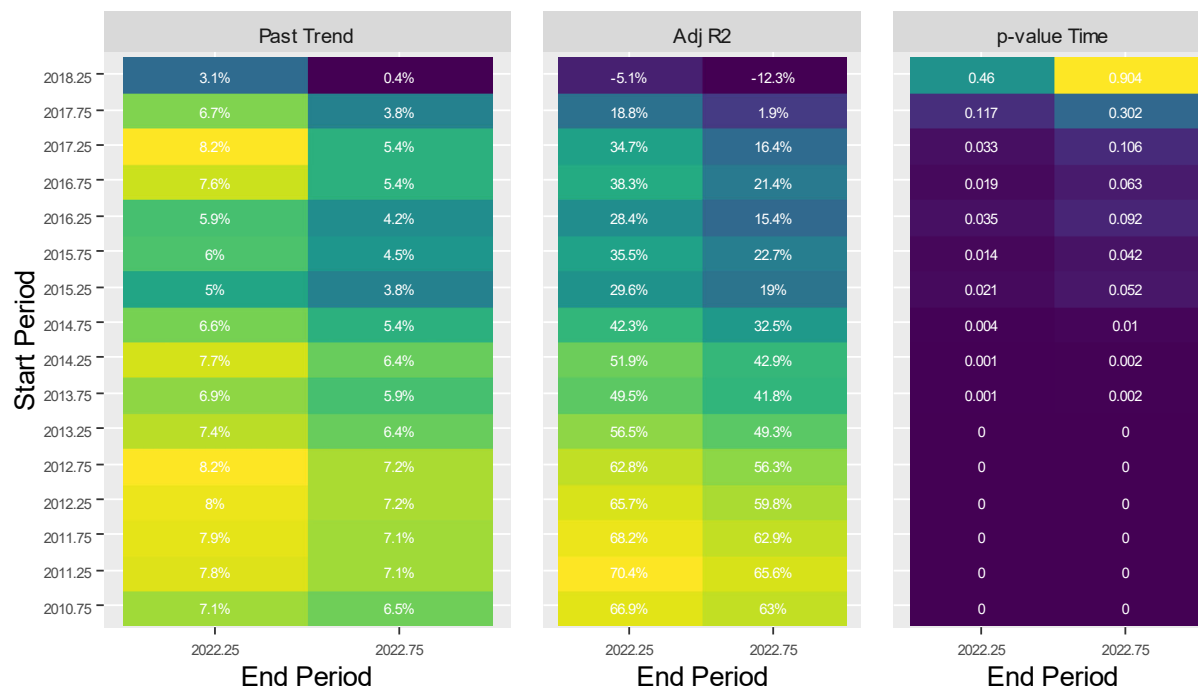 Past Trend Adj R2 p-value Time
Start Period
2018.25 3.1% 0.4% -5.1% -12.3% 0.46 0.904
2017.75 6.7% 3.8% 18.8% 1.9% 0.117 0.302
2017.25 8.2% 5.4% 34.7% 16.4% 0.033 0.106
2016.75 7.6% 5.4% 38.3% 21.4% 0.019 0.063
2016.25 5.9% 4.2% 28.4% 15.4% 0.035 0.092
2015.75 6% 4.5% 35.5% 22.7% 0.014 0.042
2015.25 5% 3.8% 29.6% 19% 0.021 0.052
2014.75 6.6% 5.4% 42.3% 32.5% 0.004 0.01
2014.25 7.7% 6.4% 51.9% 42.9% 0.001 0.002
2013.75 6.9% 5.9% 49.5% 41.8% 0.001 0.002
2013.25 7.4% 6.4% 56.5% 49.3% 0 0
2012.75 8.2% 7.2% 62.8% 56.3% 0 0
2012.25 8% 7.2% 65.7% 59.8% 0 0
2011.75 7.9% 7.1% 68.2% 62.9% 0 0
2011.25 7.8% 7.1% 70.4% 65.6% 0 0
2010.75 7.1% 6.5% 66.9% 63% 0 0
2022.25 2022.75 2022.25 2022.75 2022.25 2022.75
End Period End Period End Period